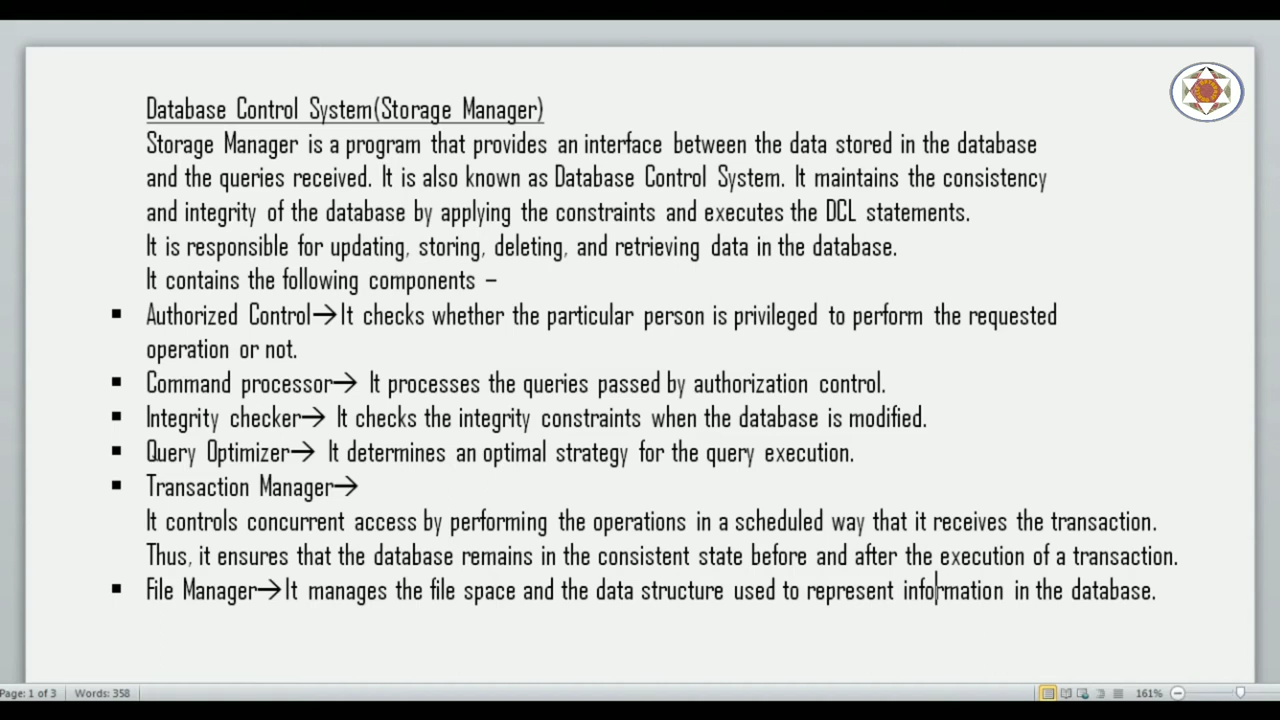 Database Control System(Storage Manager)
Storage Manager is a program that provides an interface between the data stored in the database
and the queries received. It is also known as Database Control System. It maintains the consistency
and integrity of the database by applying the constraints and executes the DCL statements.
It is responsible for updating, storing, deleting, and retrieving data in the database.
It contains the following components –
▪ Authorized Control→It checks whether the particular person is privileged to perform the requested
operation or not.
▪ Command processor→ It processes the queries passed by authorization control.
▪ Integrity checker→ It checks the integrity constraints when the database is modified.
▪ Query Optimizer→ It determines an optimal strategy for the query execution.
▪ Transaction Manager→
It controls concurrent access by performing the operations in a scheduled way that it receives the transaction.
Thus, it ensures that the database remains in the consistent state before and after the execution of a transaction.
▪ File Manager→It manages the file space and the data structure used to represent information in the database.
Page: 1 of 3 Words: 358 161%